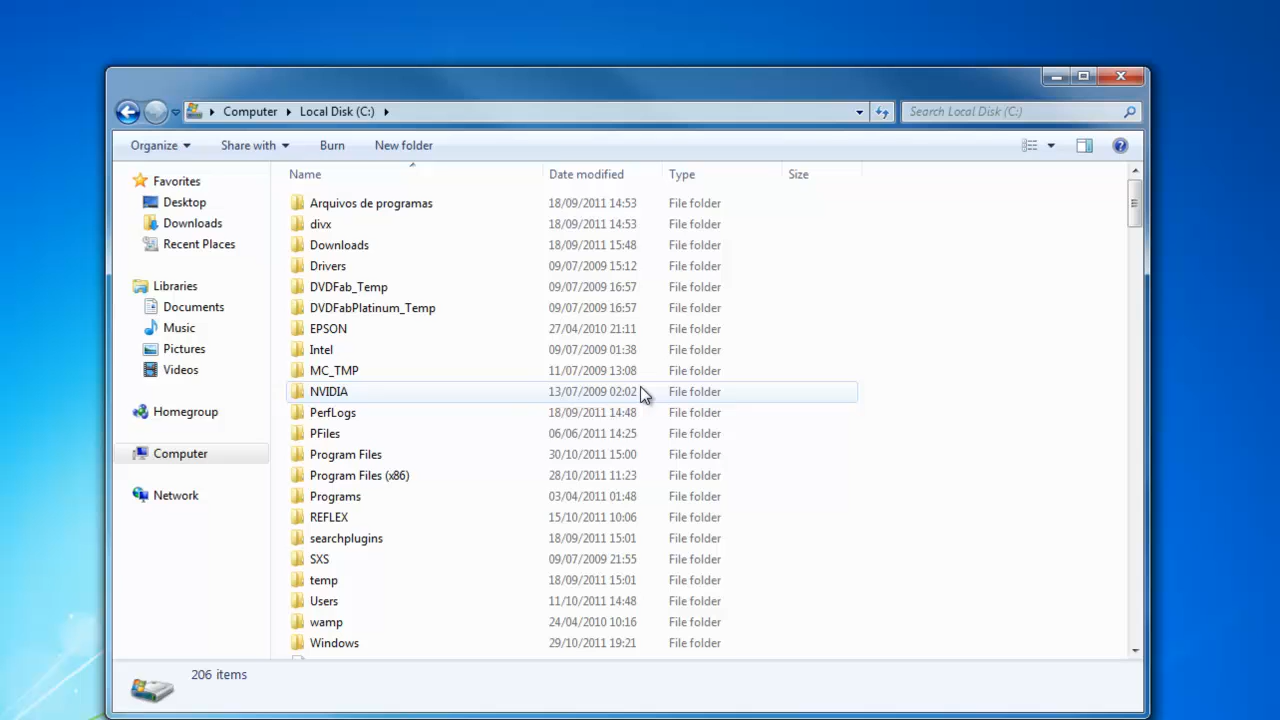 Computer Local Disk (C:) Search Local Disk (C:)
Organize Share with Burn New folder
Name Date modified Type Size
Favorites
Desktop
Downloads
Recent Places
Libraries
Documents
Music
Pictures
Videos
Homegroup
Computer
Network
Arquivos de programas 18/09/2011 14:53 File folder
divx 18/09/2011 14:53 File folder
Downloads 18/09/2011 15:48 File folder
Drivers 09/07/2009 15:12 File folder
DVDFab_Temp 09/07/2009 16:57 File folder
DVDFabPlatinum_Temp 09/07/2009 16:57 File folder
EPSON 27/04/2010 21:11 File folder
Intel 09/07/2009 01:38 File folder
MC_TMP 11/07/2009 13:08 File folder
NVIDIA 13/07/2009 02:02 File folder
PerfLogs 18/09/2011 14:48 File folder
PFiles 06/06/2011 14:25 File folder
Program Files 30/10/2011 15:00 File folder
Program Files (x86) 28/10/2011 11:23 File folder
Programs 03/04/2011 01:48 File folder
REFLEX 15/10/2011 10:06 File folder
searchplugins 18/09/2011 15:01 File folder
SXS 09/07/2009 21:55 File folder
temp 18/09/2011 15:01 File folder
Users 11/10/2011 14:48 File folder
wamp 24/04/2010 10:16 File folder
Windows 29/10/2011 19:21 File folder
206 items